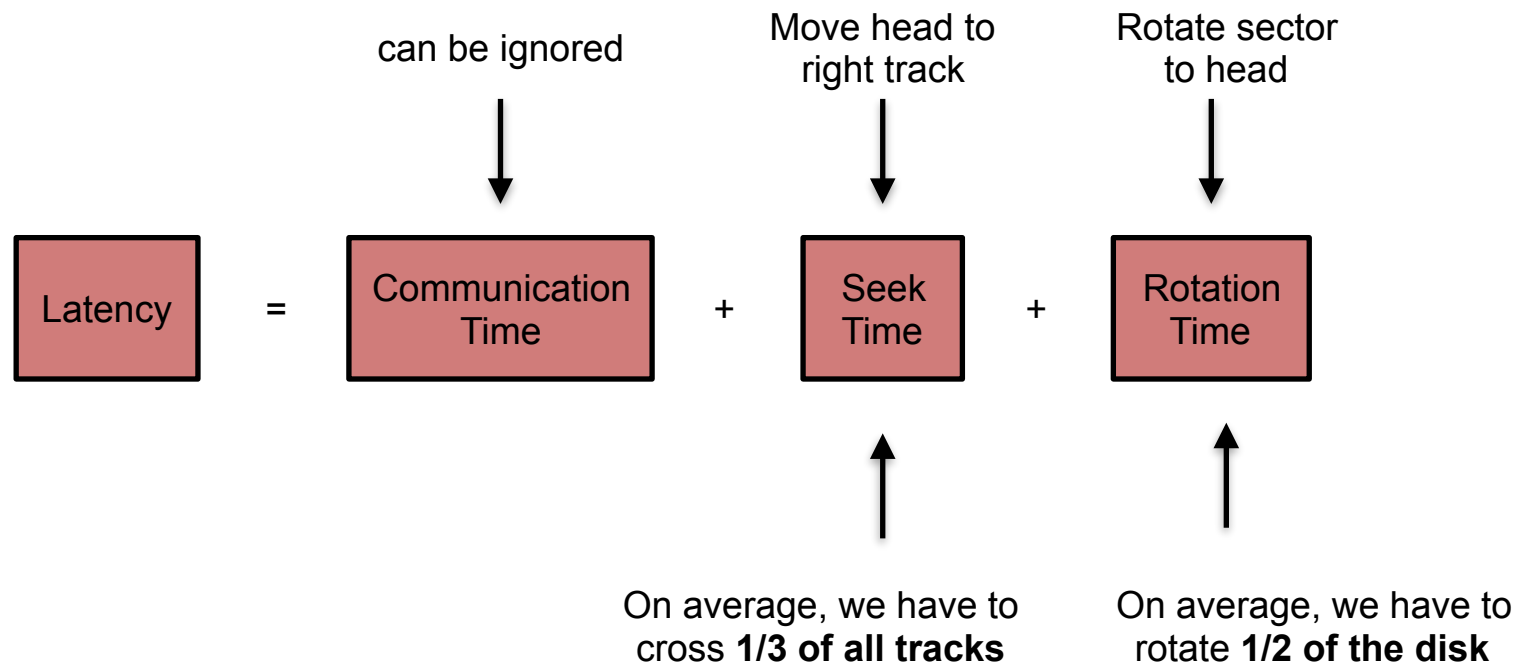 can be ignored
Move head to
right track
Rotate sector
to head
Latency
=
Communication
Time
+
Seek
Time
+
Rotation
Time
On average, we have to
cross 1/3 of all tracks
On average, we have to
rotate 1/2 of the disk